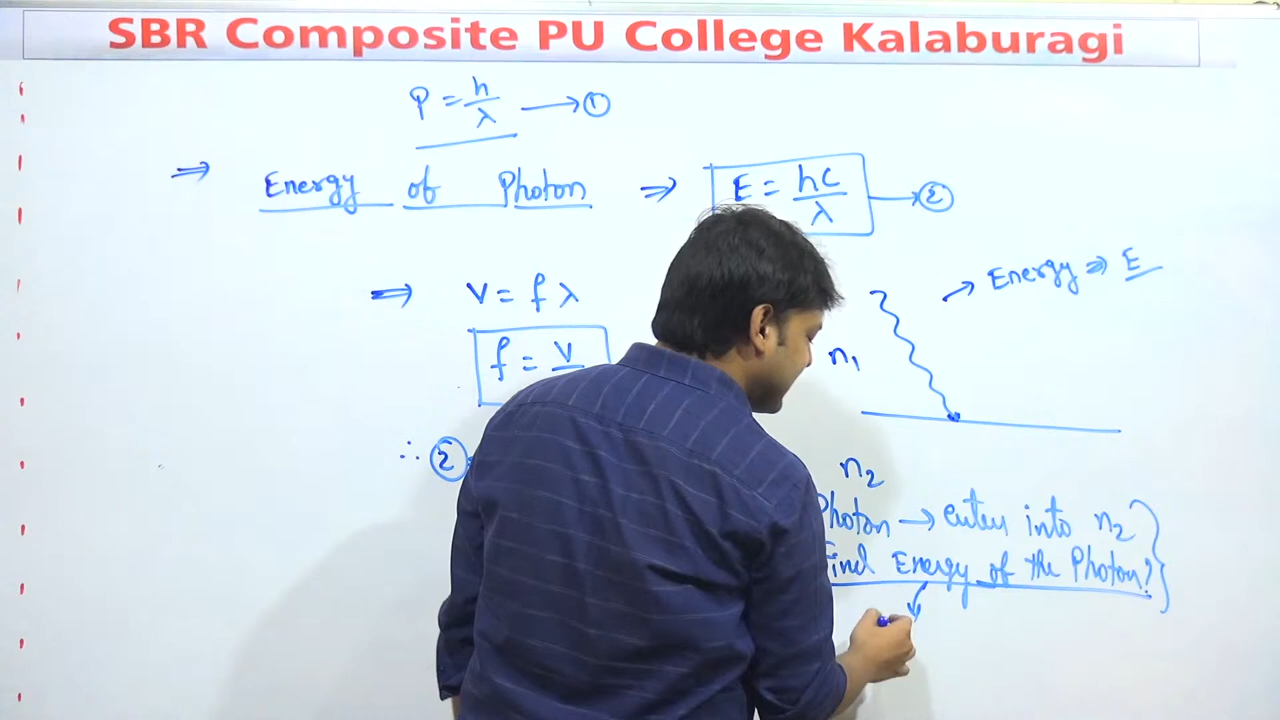 SBR Composite PU College Kalaburagi
P = h/λ → ①
⇒ Energy of Photon ⇒ E = hc/λ → ②
→ Energy ⇒ E
⇒ v = f λ
n₁
f = v
∴ ②
n₂
Photon → enters into n₂
Find Energy of the Photon?